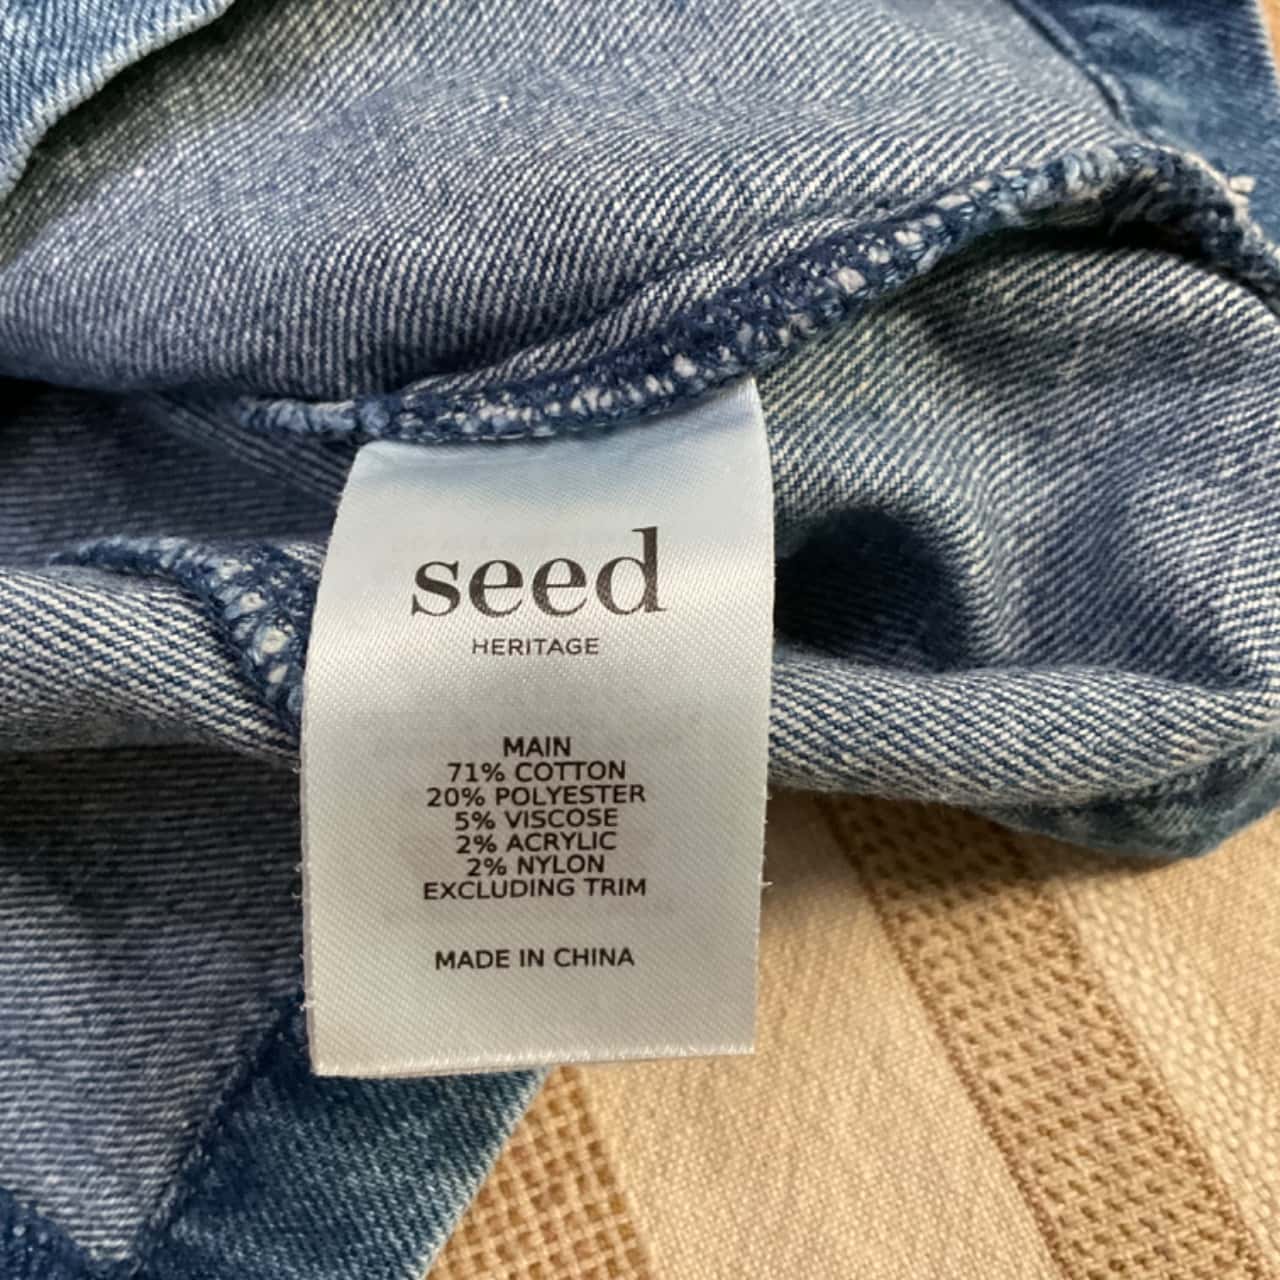 seed
HERITAGE
MAIN
71% COTTON
20% POLYESTER
5% VISCOSE
2% ACRYLIC
2% NYLON
EXCLUDING TRIM
MADE IN CHINA